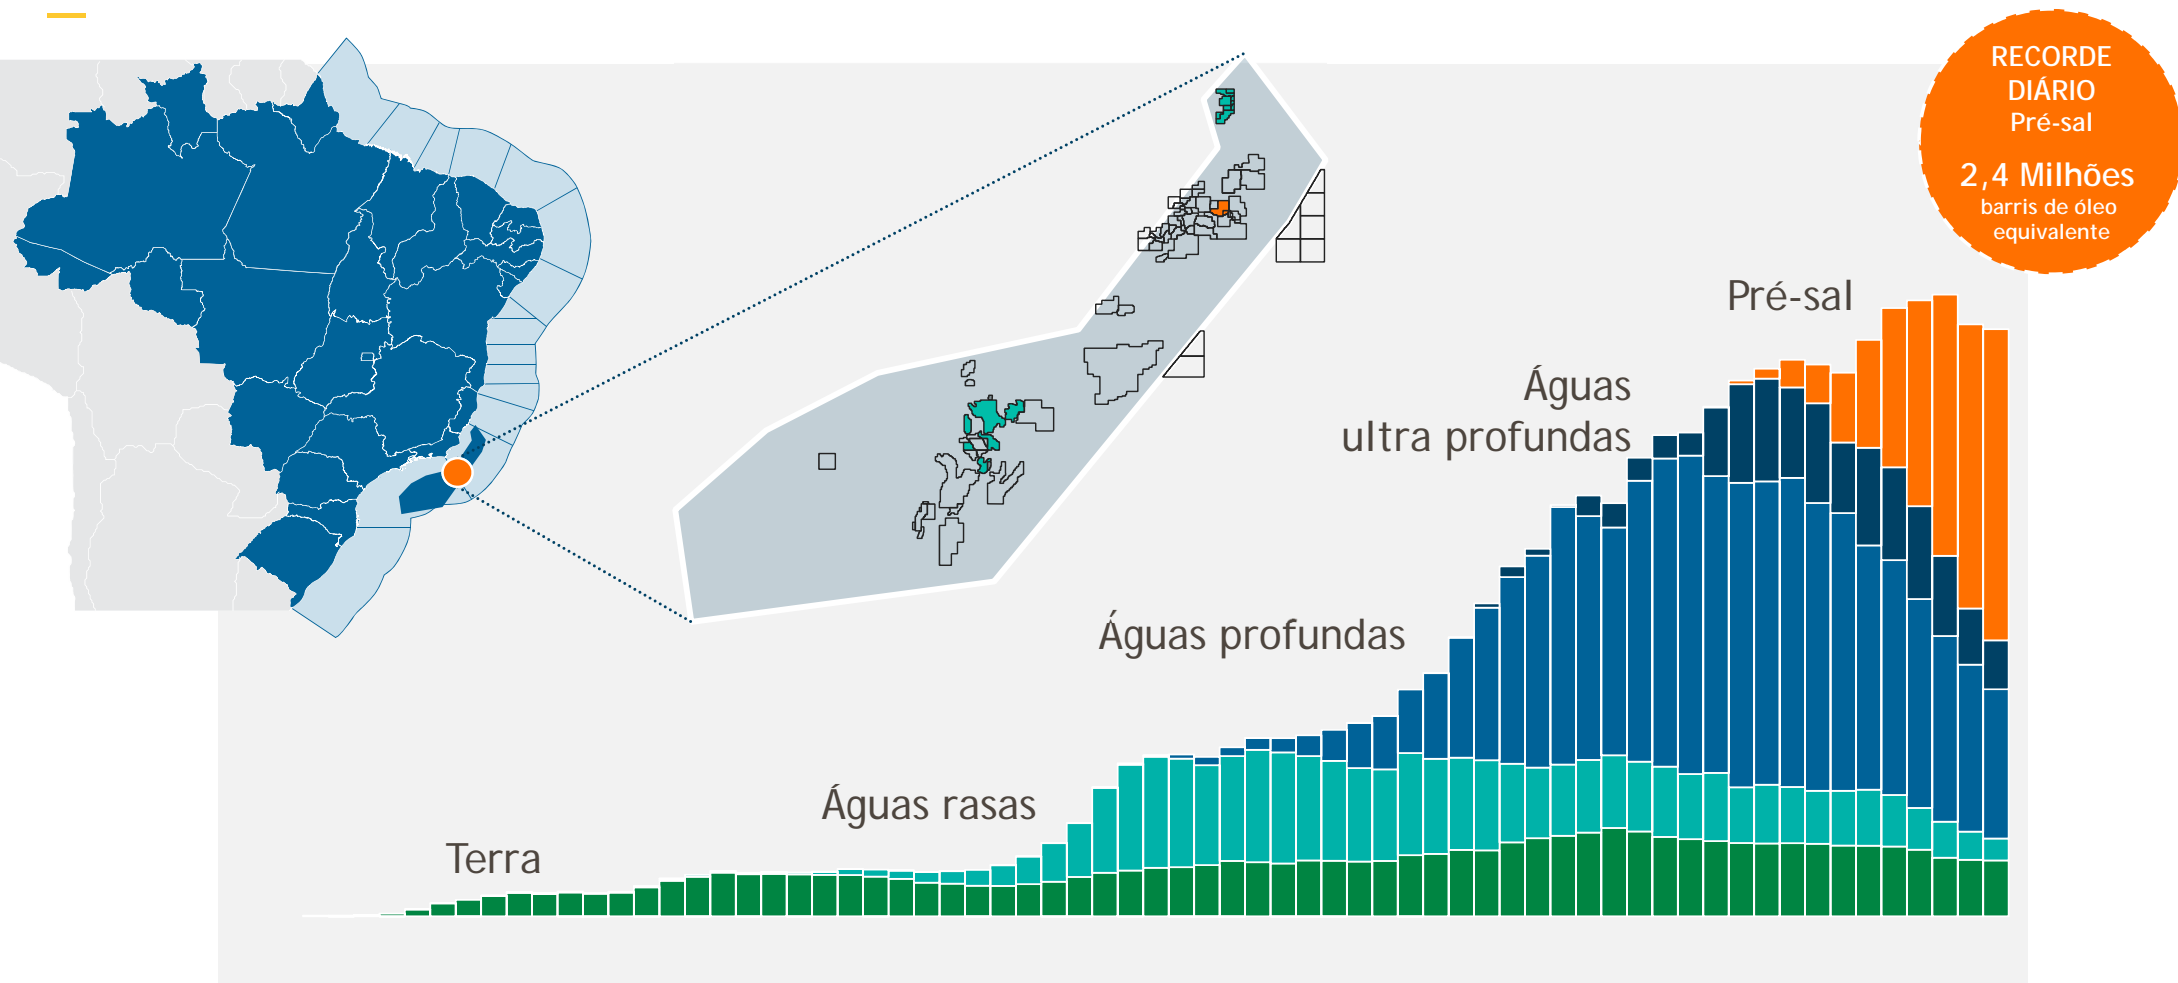 RECORDE
DIÁRIO
Pré-sal
2,4 Milhões
barris de óleo
equivalente
Pré-sal
Águas
ultra profundas
Águas profundas
Águas rasas
Terra